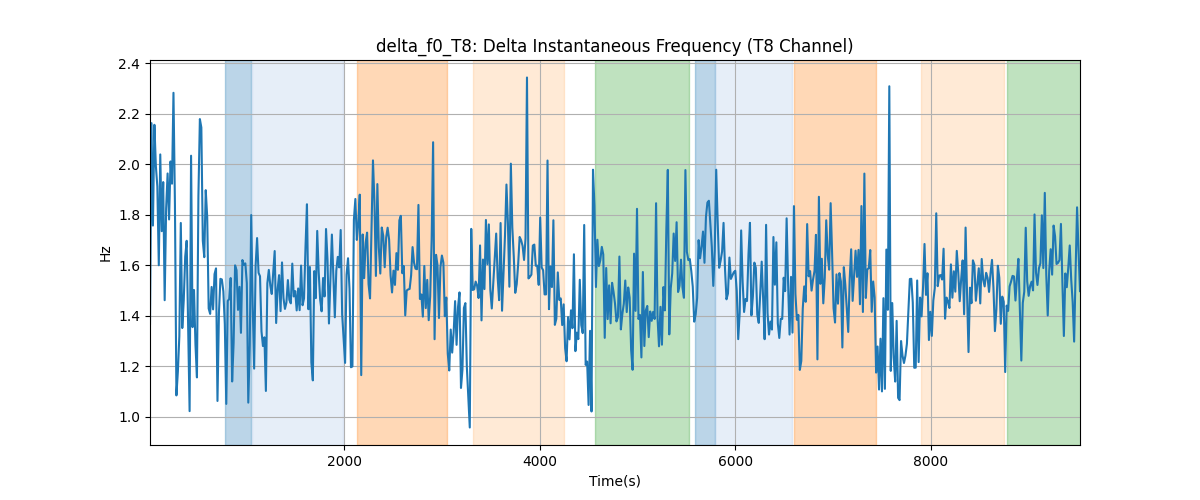 delta_f0_T8: Delta Instantaneous Frequency (T8 Channel)
2.4
2.2
2.0
1.8
1.6
1.4
1.2
1.0
Hz
2000 4000 6000 8000
Time(s)